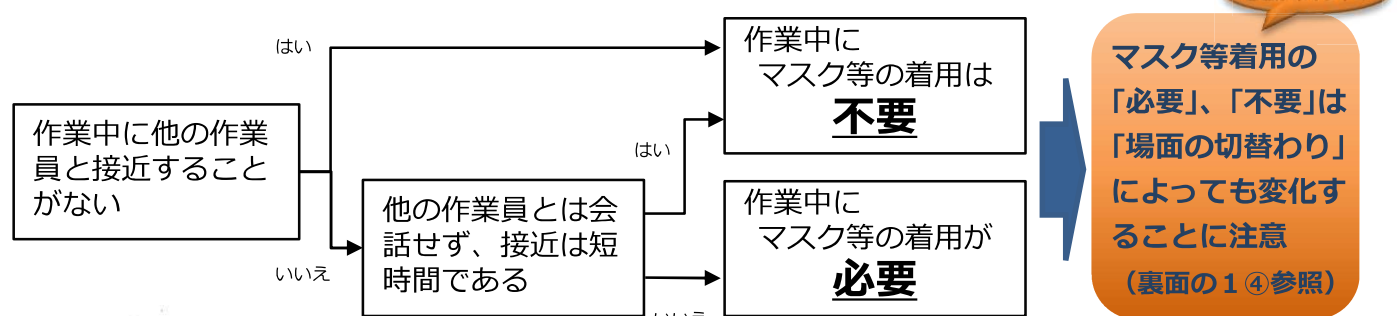 はい
作業中に他の作業
員と接近すること
がない
いいえ
他の作業員とは会
話せず、接近は短
時間である
はい
作業中に
マスク等の着用は
不要
作業中に
マスク等の着用が
必要
マスク等着用の
「必要」、「不要」は
「場面の切替わり」
によっても変化す
ることに注意
（裏面の１④参照）